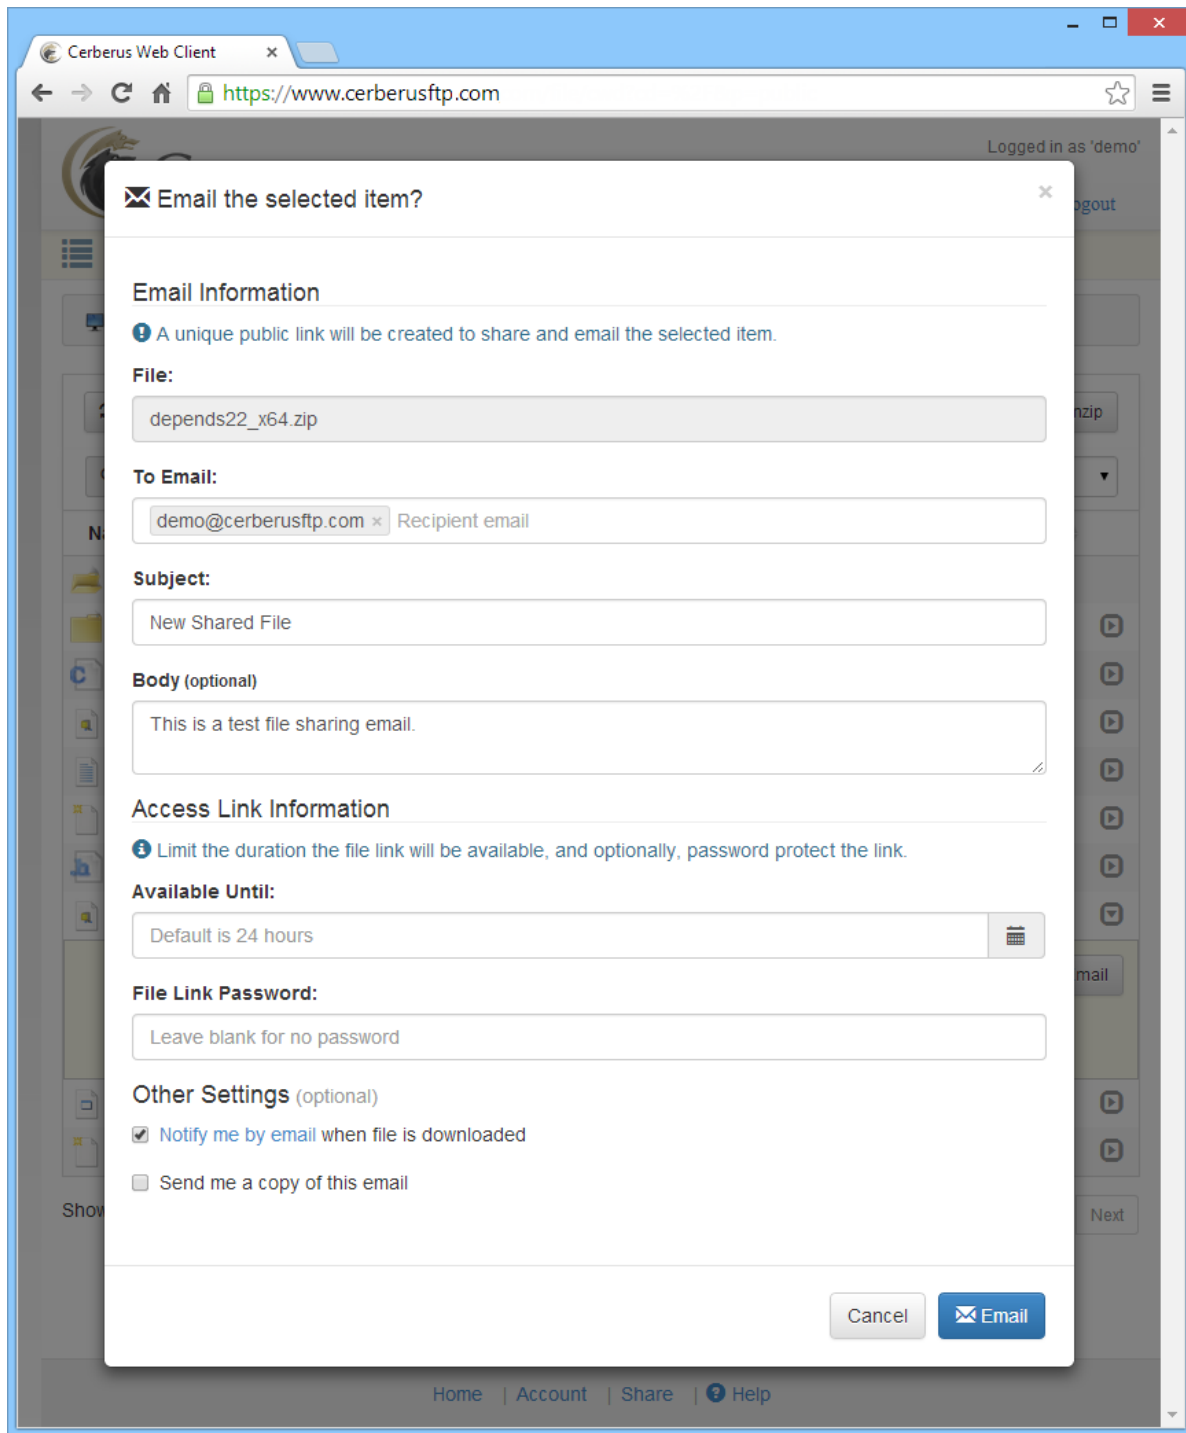 Cerberus Web Client
https://www.cerberusftp.com
Logged in as 'demo'
Email the selected item?
Email Information
A unique public link will be created to share and email the selected item.
File:
depends22_x64.zip
To Email:
demo@cerberusftp.com × Recipient email
Subject:
New Shared File
Body (optional)
This is a test file sharing email.
Access Link Information
Limit the duration the file link will be available, and optionally, password protect the link.
Available Until:
Default is 24 hours
File Link Password:
Leave blank for no password
Other Settings (optional)
Notify me by email when file is downloaded
Send me a copy of this email
Show
Next
Cancel
Email
Home | Account | Share | Help